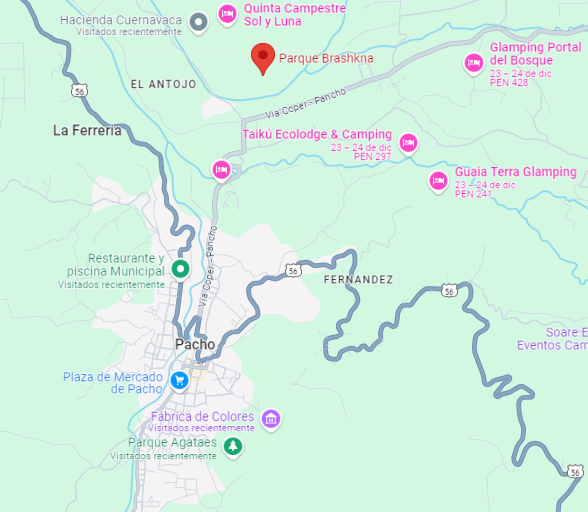 Hacienda Cuernavaca
Visitados recientemente
Quinta Campestre
Sol y Luna
Parque Brashkna
Glamping Portal
del Bosque
23 – 24 de dic
PEN 428
56
EL ANTOJO
Vía Coper - Pancho
La Ferreria
Taikú Ecolodge & Camping
23 – 24 de dic
PEN 297
Guaia Terra Glamping
23 – 24 de dic
PEN 241
Vía Coper - Pancho
Restaurante y
piscina Municipal
Visitados recientemente
56
FERNANDEZ
56
Soare E
Eventos Cam
Pacho
Plaza de Mercado
de Pacho
Fábrica de Colores
Visitados recientemente
Parque Agataes
Visitados recientemente
56